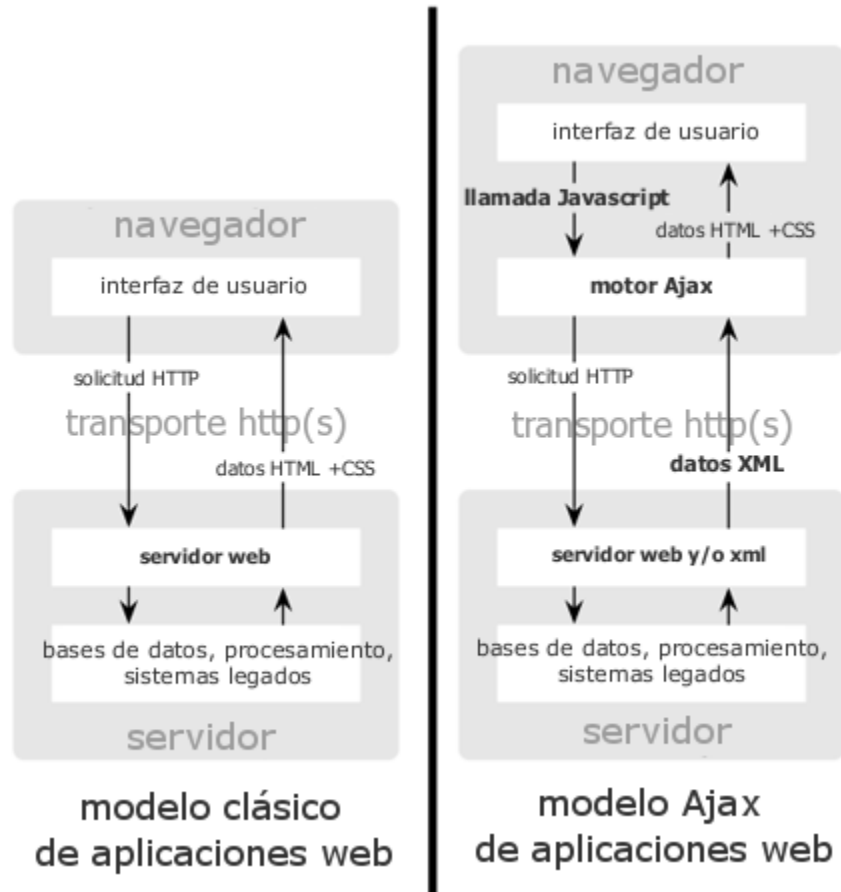 navegador
interfaz de usuario
solicitud HTTP
transporte http(s)
datos HTML +CSS
servidor web
bases de datos, procesamiento,
sistemas legados
servidor
modelo clásico
de aplicaciones web
navegador
interfaz de usuario
llamada Javascript
datos HTML +CSS
motor Ajax
solicitud HTTP
transporte http(s)
datos XML
servidor web y/o xml
bases de datos, procesamiento,
sistemas legados
servidor
modelo Ajax
de aplicaciones web